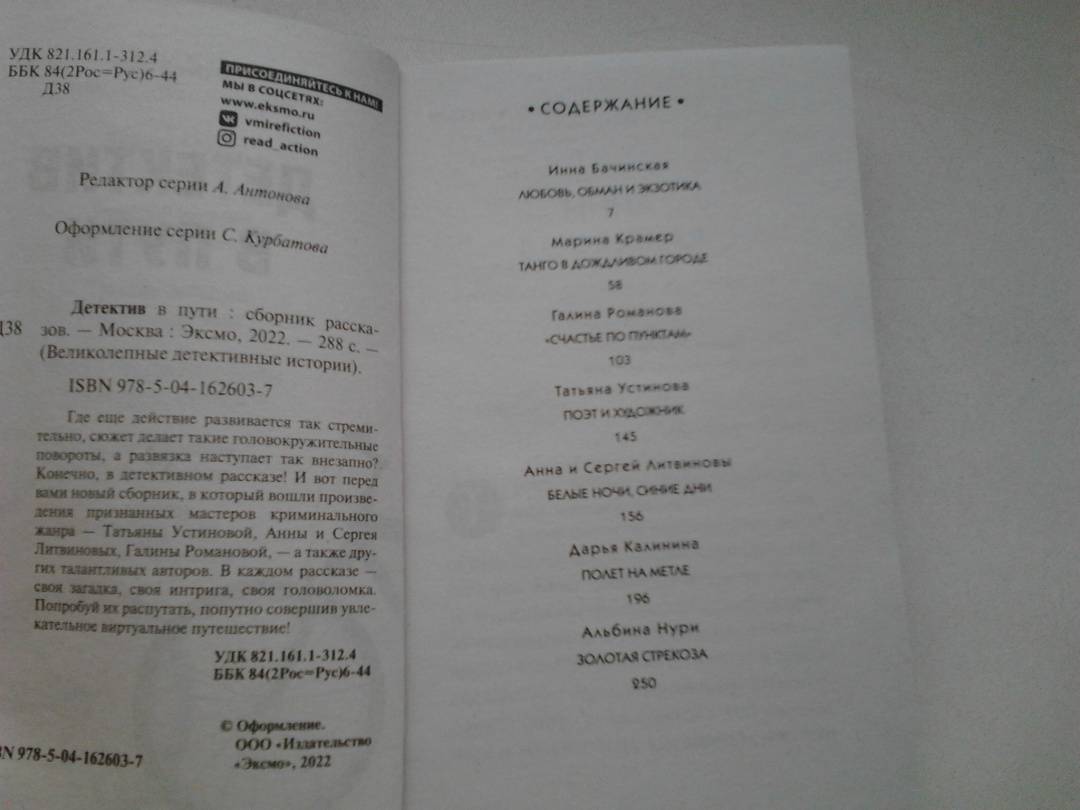 УДК 821.161.1-312.4
ББК 84(2Рос=Рус)6-44
Д38
ПРИСОЕДИНЯЙТЕСЬ К НАМ!
МЫ В СОЦСЕТЯХ:
www.eksmo.ru
vmirefiction
read_action
Редактор серии А. Антонова
Оформление серии С. Курбатова
Детектив в пути : сборник расска-
Д38 зов. — Москва : Эксмо, 2022. — 288 с. —
(Великолепные детективные истории).
ISBN 978-5-04-162603-7
Где еще действие развивается так стреми-
тельно, сюжет делает такие головокружительные
повороты, а развязка наступает так внезапно?
Конечно, в детективном рассказе! И вот перед
вами новый сборник, в который вошли произве-
дения признанных мастеров криминального
жанра — Татьяны Устиновой, Анны и Сергея
Литвиновых, Галины Романовой, — а также дру-
гих талантливых авторов. В каждом рассказе —
своя загадка, своя интрига, своя головоломка.
Попробуй их распутать, попутно совершив увле-
кательное виртуальное путешествие!
УДК 821.161.1-312.4
ББК 84(2Рос=Рус)6-44
© Оформление.
ООО «Издательство
«Эксмо», 2022
BN 978-5-04-162603-7
• СОДЕРЖАНИЕ •
Инна Бачинская
ЛЮБОВЬ, ОБМАН И ЭКЗОТИКА
7
Марина Крамер
ТАНГО В ДОЖДЛИВОМ ГОРОДЕ
58
Галина Романова
«СЧАСТЬЕ ПО ПУНКТАМ»
103
Татьяна Устинова
ПОЭТ И ХУДОЖНИК
145
Анна и Сергей Литвиновы
БЕЛЫЕ НОЧИ, СИНИЕ ДНИ
156
Дарья Калинина
ПОЛЕТ НА МЕТЛЕ
196
Альбина Нури
ЗОЛОТАЯ СТРЕКОЗА
250